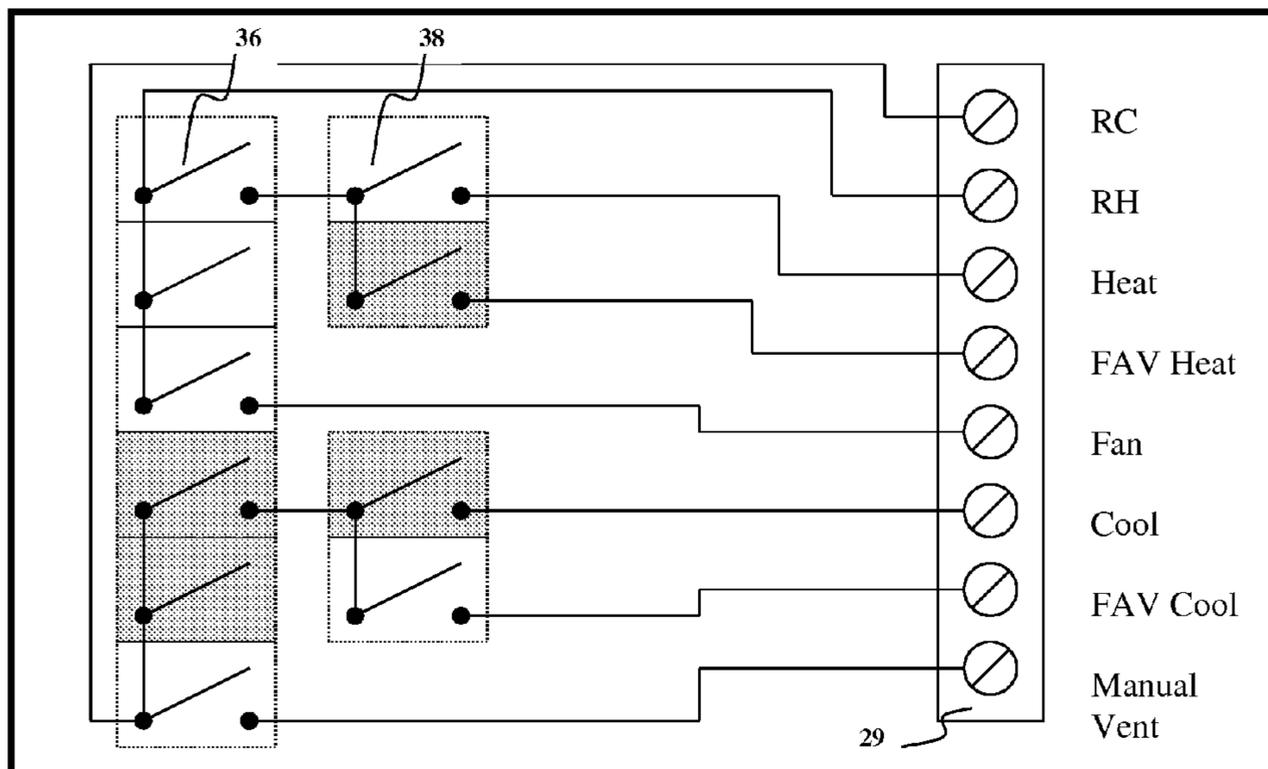 36
38
RC
RH
Heat
FAV Heat
Fan
Cool
FAV Cool
Manual
Vent
29